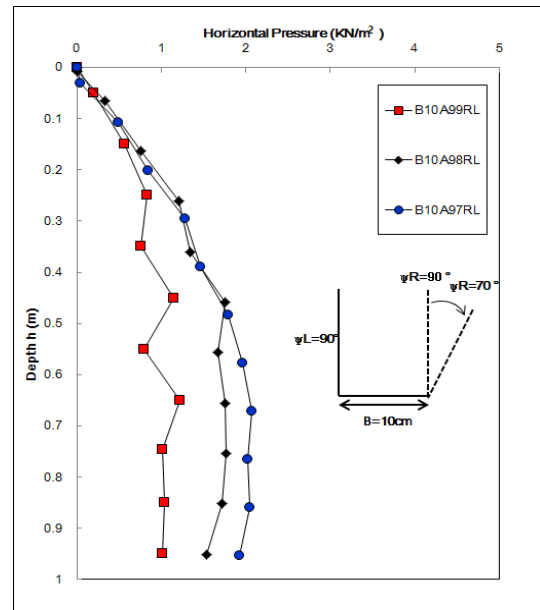 Horizontal Pressure (KN/m²)
0 1 2 3 4 5
0
0.1
0.2
0.3
0.4
0.5
0.6
0.7
0.8
0.9
1
Depth h (m)
B10A99RL
B10A98RL
B10A97RL
ψR=90°
ψR=70°
ψL=90°
B=10cm